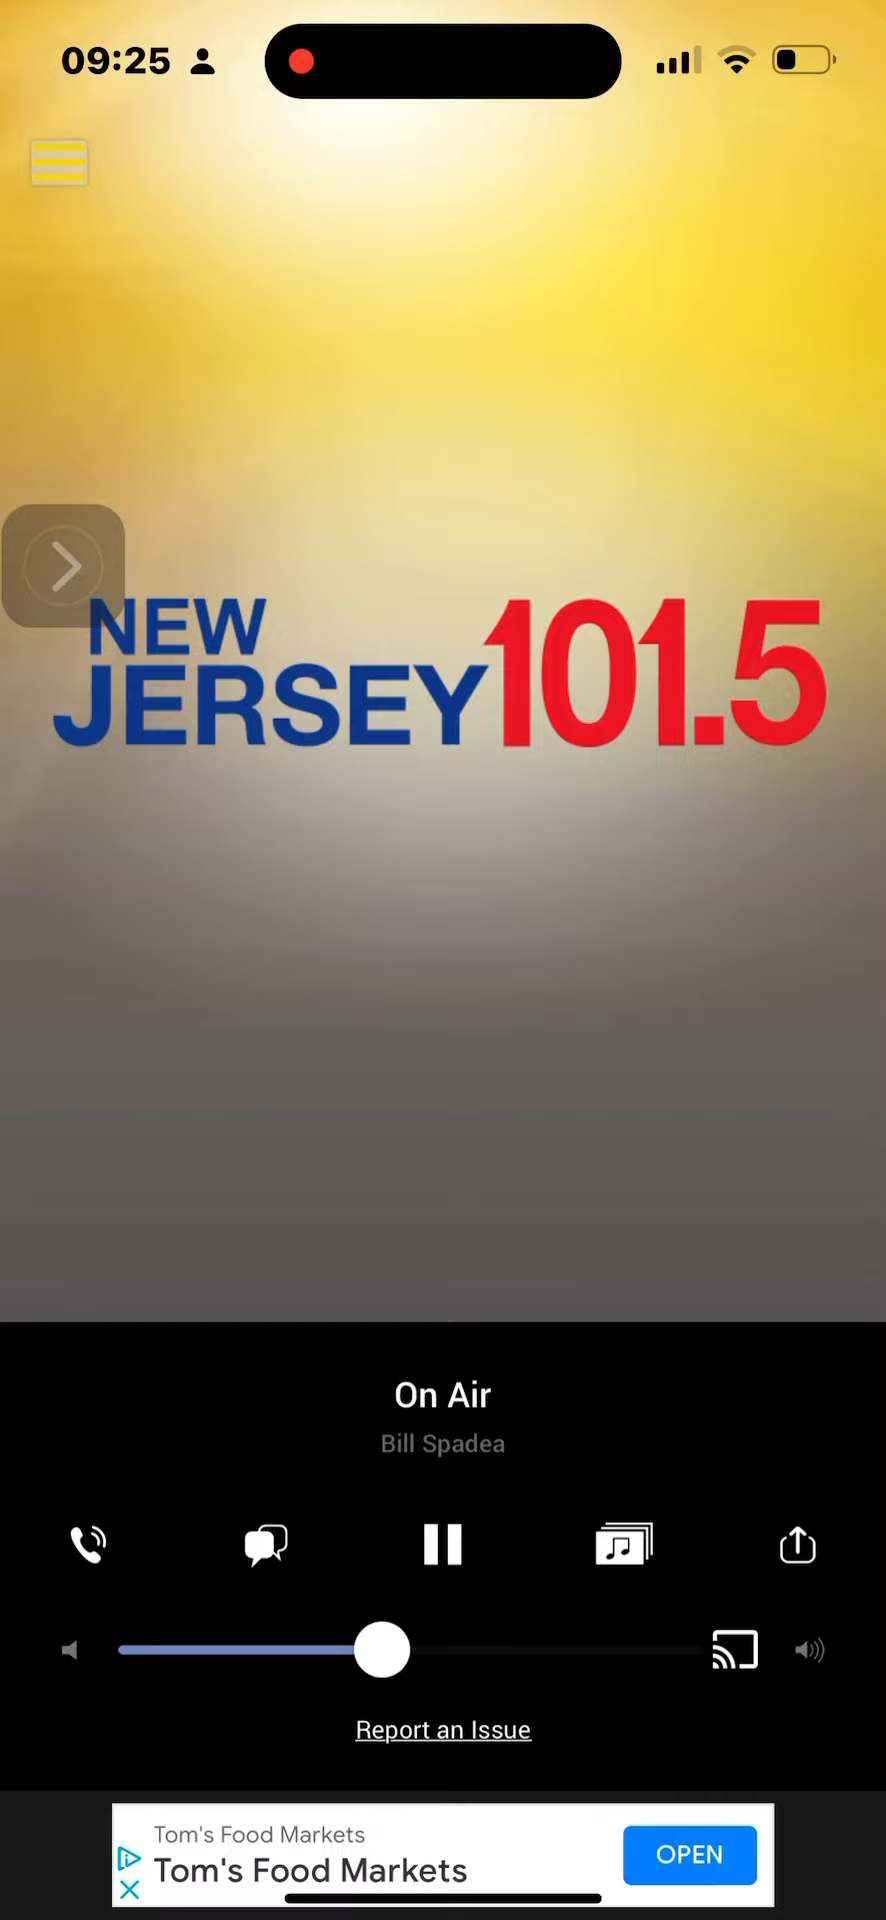 09:25
NEW
JERSEY 101.5
On Air
Bill Spadea
Report an Issue
Tom's Food Markets
Tom's Food Markets
OPEN